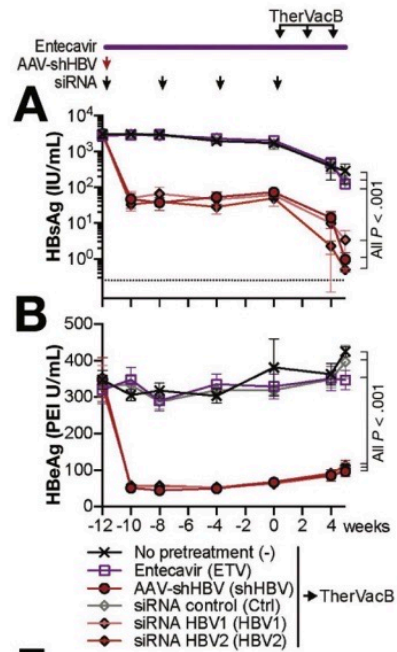 TherVacB
Entecavir
AAV-shHBV
siRNA
A
HBsAg (IU/mL)
10⁴
10³
10²
10¹
10⁰
All P < .001
B
HBeAg (PEI U/mL)
500
400
300
200
100
0
All P < .001
-12 -10 -8 -6 -4 -2 0 2 4 weeks
No pretreatment (-)
Entecavir (ETV)
AAV-shHBV (shHBV)
siRNA control (Ctrl)
siRNA HBV1 (HBV1)
siRNA HBV2 (HBV2)
TherVacB